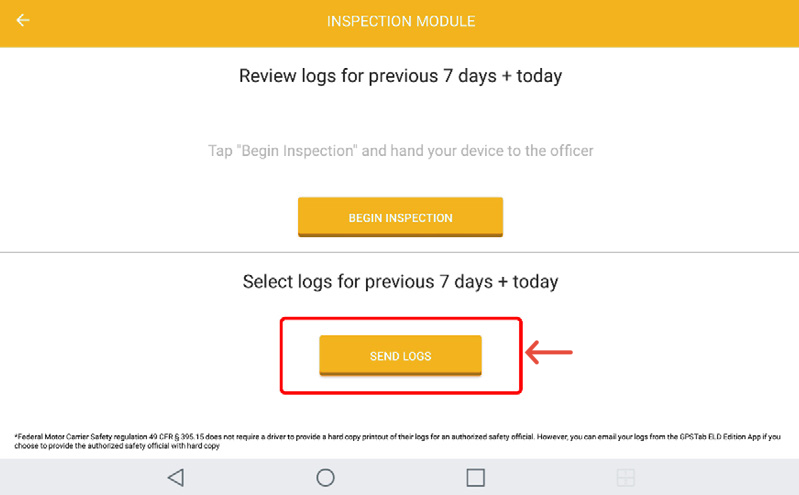 INSPECTION MODULE
Review logs for previous 7 days + today
Tap "Begin Inspection" and hand your device to the officer
BEGIN INSPECTION
Select logs for previous 7 days + today
SEND LOGS
*Federal Motor Carrier Safety regulation 49 CFR § 395.15 does not require a driver to provide a hard copy printout of their logs for an authorized safety official. However, you can email your logs from the GPSTab ELD Edition App if you
choose to provide the authorized safety official with hard copy